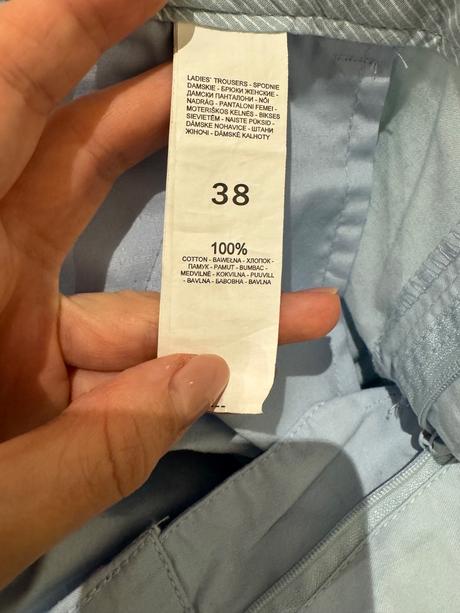 LADIES' TROUSERS - SPODNIE
DAMSKIE - БРЮКИ ЖЕНСКИЕ -
ДАМСКИ ПАНТАЛОНИ - NŐI
NADRÁG - PANTALONI FEMEI -
MOTERIŠKOS KELNĖS - BIKSES
SIEVIETĒM - NAISTE PÜKSID -
DÁMSKE NOHAVICE - ШТАНИ
ЖІНОЧІ - DÁMSKÉ KALHOTY
38
100%
COTTON - BAWEŁNA - ХЛОПОК -
ПАМУК - PAMUT - BUMBAC -
MEDVILNĖ - KOKVILNA - PUUVILL
- BAVLNA - БАВОВНА - BAVLNA